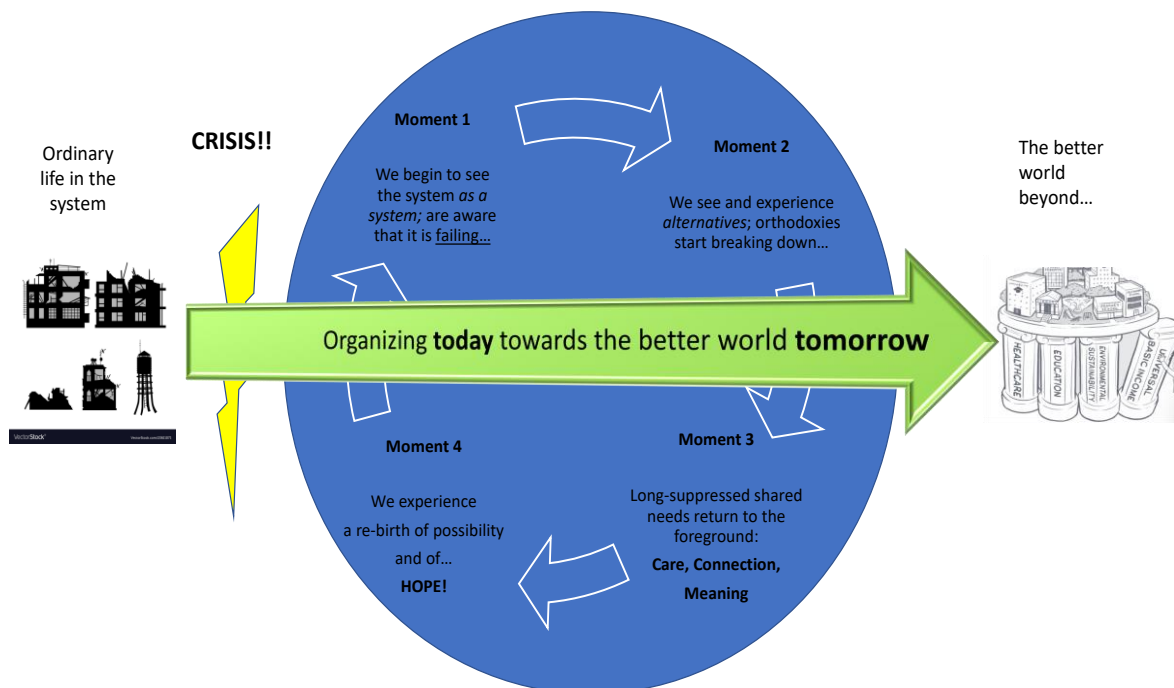 Ordinary
life in the
system
CRISIS!!
Moment 1
We begin to see
the system as a
system; are aware
that it is failing…
Moment 2
We see and experience
alternatives; orthodoxies
start breaking down…
The better
world
beyond…
Organizing today towards the better world tomorrow
Moment 4
We experience
a re-birth of possibility
and of…
HOPE!
Moment 3
Long-suppressed shared
needs return to the
foreground:
Care, Connection,
Meaning
HEALTHCARE
EDUCATION
ENVIRONMENTAL
SUSTAINABILITY
UNIVERSAL
BASIC INCOME
VectorStock